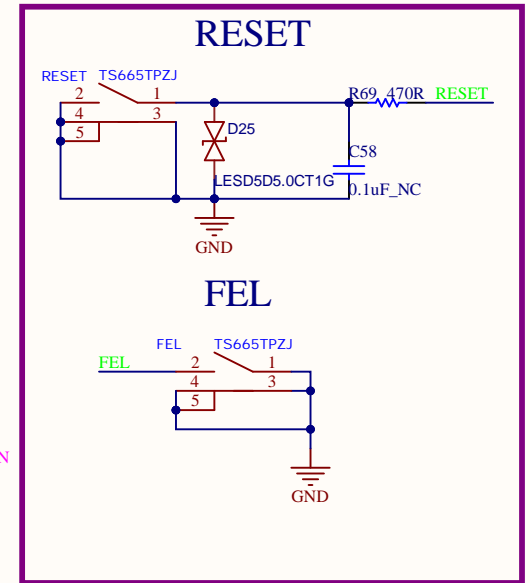 RESET
RESET TS665TPZJ
2 1
4 3
5
R69 470R RESET
D25
LESD5D5.0CT1G
C58
0.1uF_NC
GND
FEL
FEL TS665TPZJ
FEL 2 1
4 3
5
GND
N